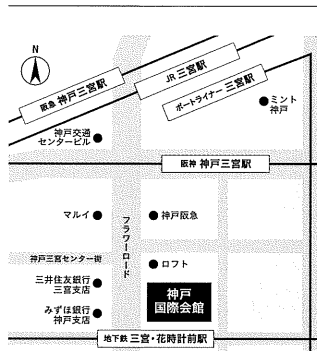 N
阪急 神戸三宮駅
JR 三宮駅
ポートライナー 三宮駅
ミント
神戸
神戸交通
センタービル
阪神 神戸三宮駅
マルイ
フラワーロード
神戸阪急
神戸三宮センター街
ロフト
三井住友銀行
三宮支店
神戸
国際会館
みずほ銀行
神戸支店
地下鉄 三宮・花時計前駅